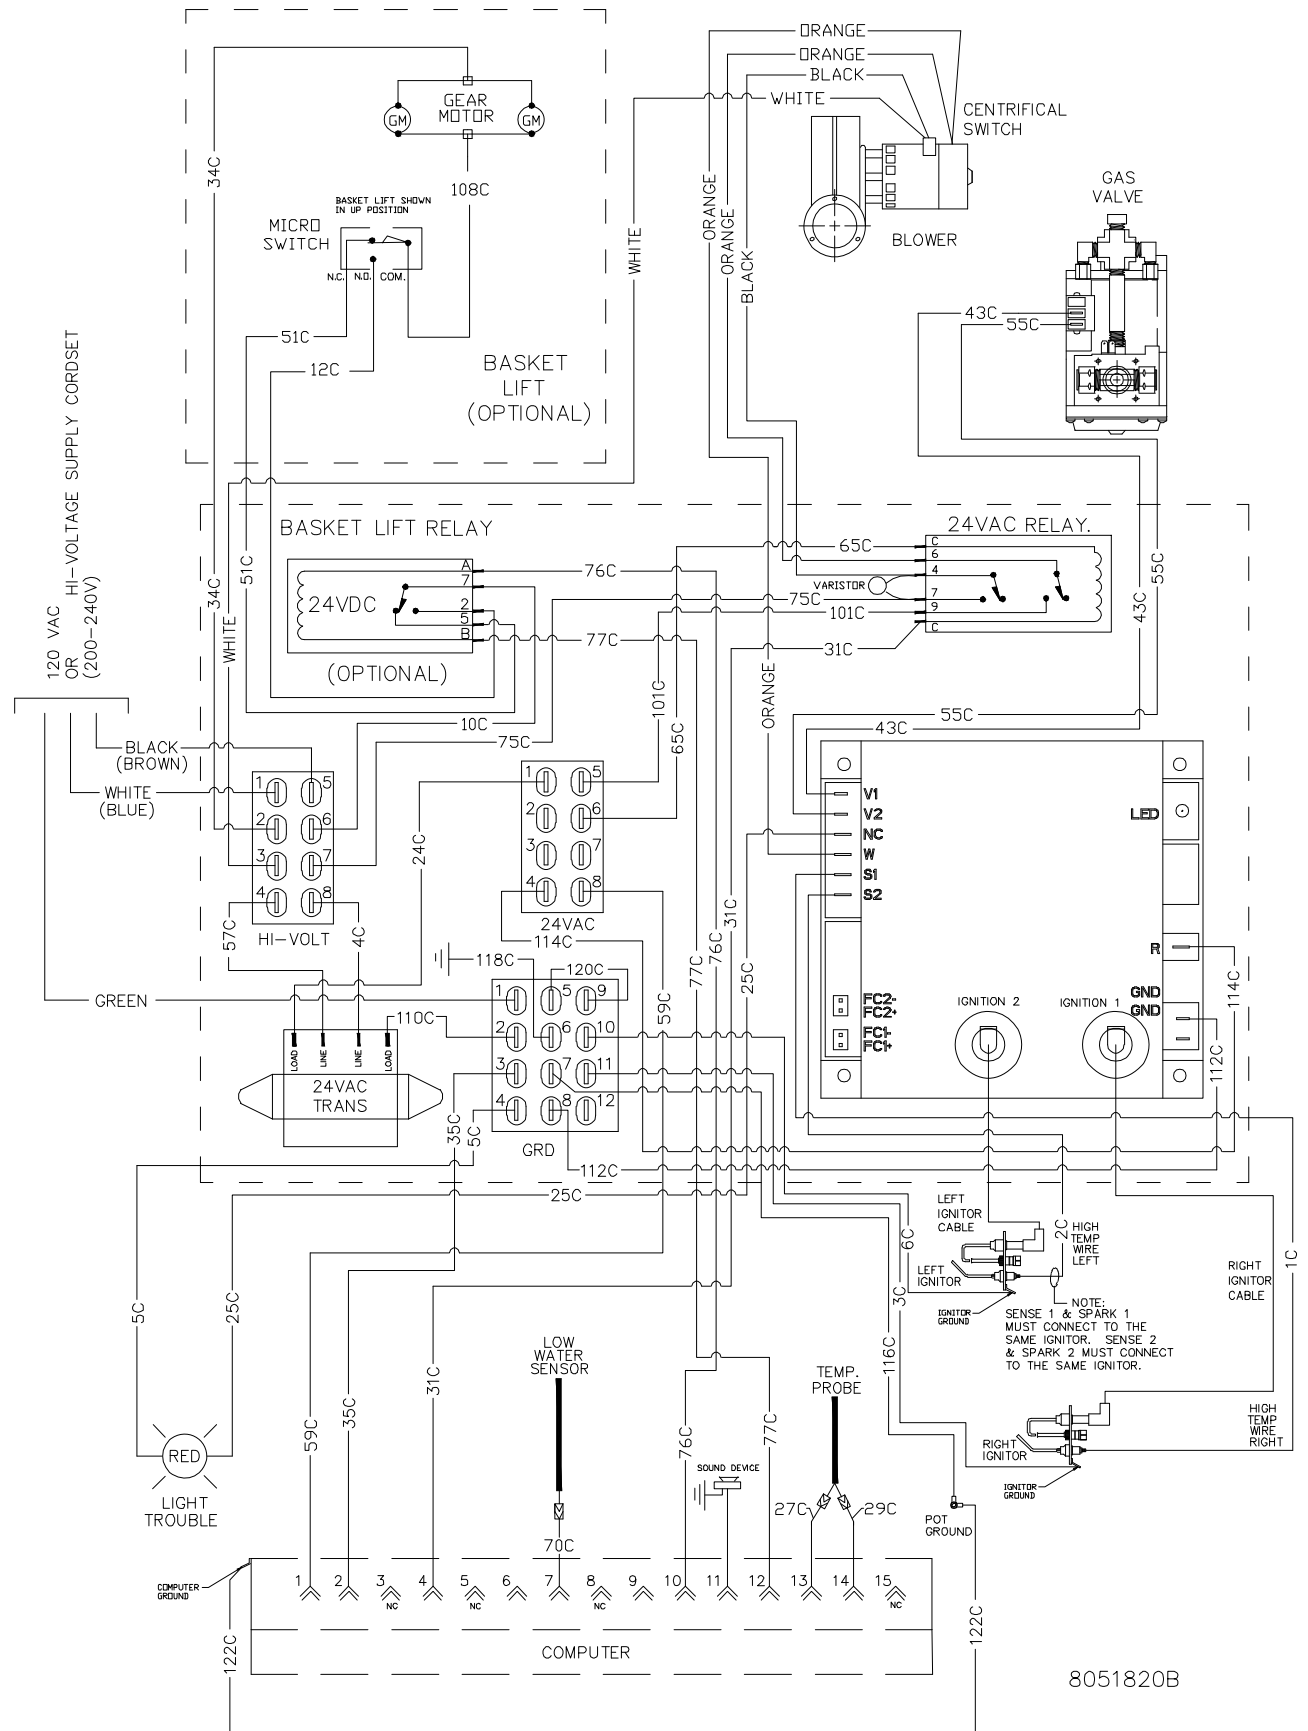 ORANGE
ORANGE
BLACK
WHITE
CENTRIFICAL
SWITCH
BLOWER
GEAR
MOTOR
GM
GM
34C
108C
BASKET LIFT SHOWN
IN UP POSITION
MICRO
SWITCH
N.C.
N.O.
COM.
51C
12C
BASKET
LIFT
(OPTIONAL)
WHITE
ORANGE
ORANGE
BLACK
GAS
VALVE
43C
55C
120 VAC
OR HI-VOLTAGE SUPPLY CORDSET
(200-240V)
BASKET LIFT RELAY
24VDC
A
7
2
5
B
(OPTIONAL)
51C
34C
WHITE
76C
77C
24VAC RELAY.
C
6
4
7
9
C
65C
VARISTOR
75C
101C
31C
55C
43C
ORANGE
101C
65C
10C
75C
55C
43C
BLACK
(BROWN)
WHITE
(BLUE)
1
2
3
4
5
6
7
8
HI-VOLT
24C
1
2
3
4
5
6
7
8
24VAC
V1
V2
NC
W
S1
S2
LED
R
GND
GND
FC2-
FC2+
FC1-
FC1+
IGNITION 2
IGNITION 1
57C
4C
114C
31C
76C
77C
25C
59C
114C
112C
118C
120C
GREEN
110C
LOAD
LINE
LINE
LOAD
24VAC
TRANS
1
2
3
4
5
6
7
8
9
10
11
12
GRD
35C
5C
112C
25C
LEFT
IGNITOR
CABLE
6C
2C
HIGH
TEMP
WIRE
LEFT
LEFT
IGNITOR
IGNITOR
GROUND
RIGHT
IGNITOR
CABLE
1C
3C
116C
NOTE:
SENSE 1 & SPARK 1
MUST CONNECT TO THE
SAME IGNITOR. SENSE 2
& SPARK 2 MUST CONNECT
TO THE SAME IGNITOR.
5C
25C
RED
LIGHT
TROUBLE
59C
35C
31C
LOW
WATER
SENSOR
70C
76C
77C
SOUND DEVICE
TEMP.
PROBE
27C
29C
HIGH
TEMP
WIRE
RIGHT
RIGHT
IGNITOR
IGNITOR
GROUND
POT
GROUND
COMPUTER
GROUND
1
2
3
NC
4
5
NC
6
7
8
NC
9
10
11
12
13
14
15
NC
COMPUTER
122C
122C
8051820B